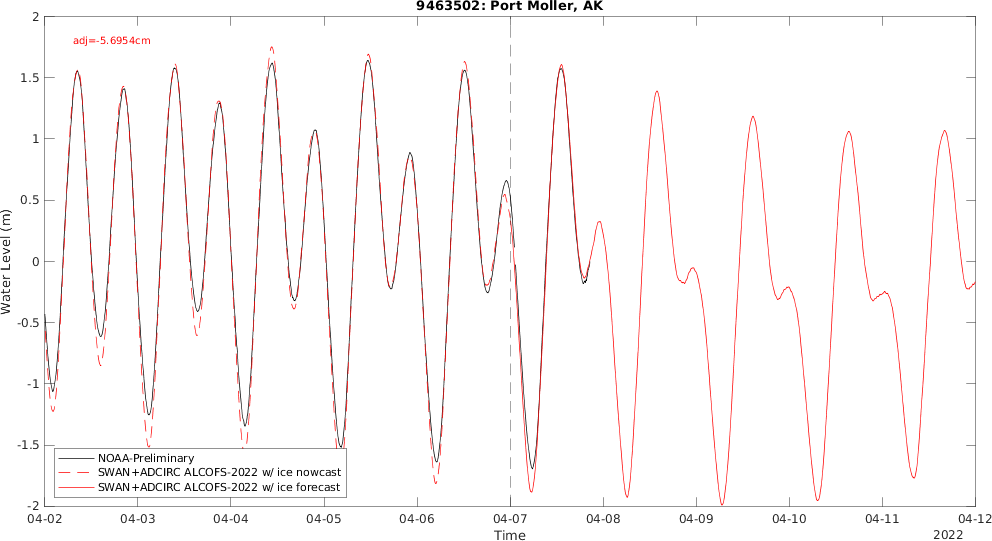 9463502: Port Moller, AK
adj=-5.6954cm
Water Level (m)
2
1.5
1
0.5
0
-0.5
-1
-1.5
-2
NOAA-Preliminary
SWAN+ADCIRC ALCOFS-2022 w/ ice nowcast
SWAN+ADCIRC ALCOFS-2022 w/ ice forecast
04-02 04-03 04-04 04-05 04-06 04-07 04-08 04-09 04-10 04-11 04-12
Time
2022